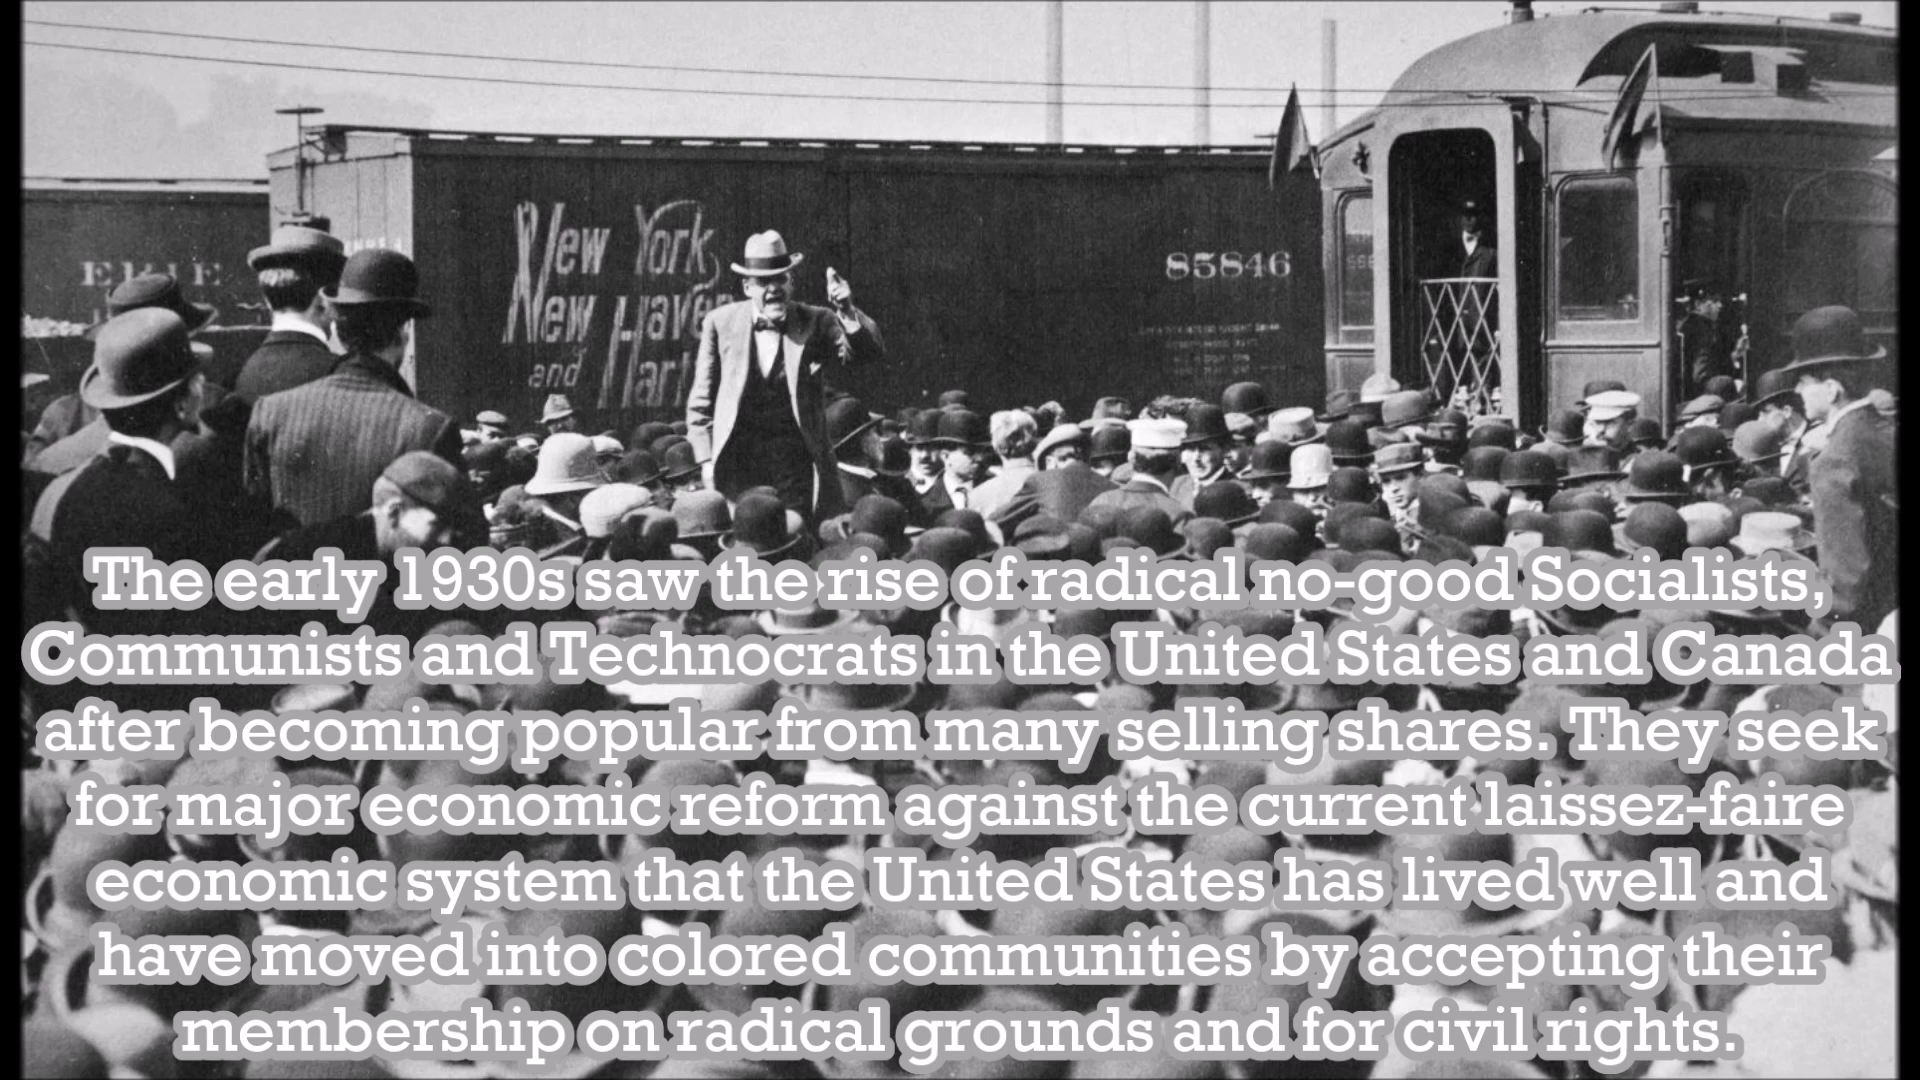 ERIE
New York
New Haven
and Hart
85846
The early 1930s saw the rise of radical no-good Socialists,
Communists and Technocrats in the United States and Canada
after becoming popular from many selling shares. They seek
for major economic reform against the current laissez-faire
economic system that the United States has lived well and
have moved into colored communities by accepting their
membership on radical grounds and for civil rights.